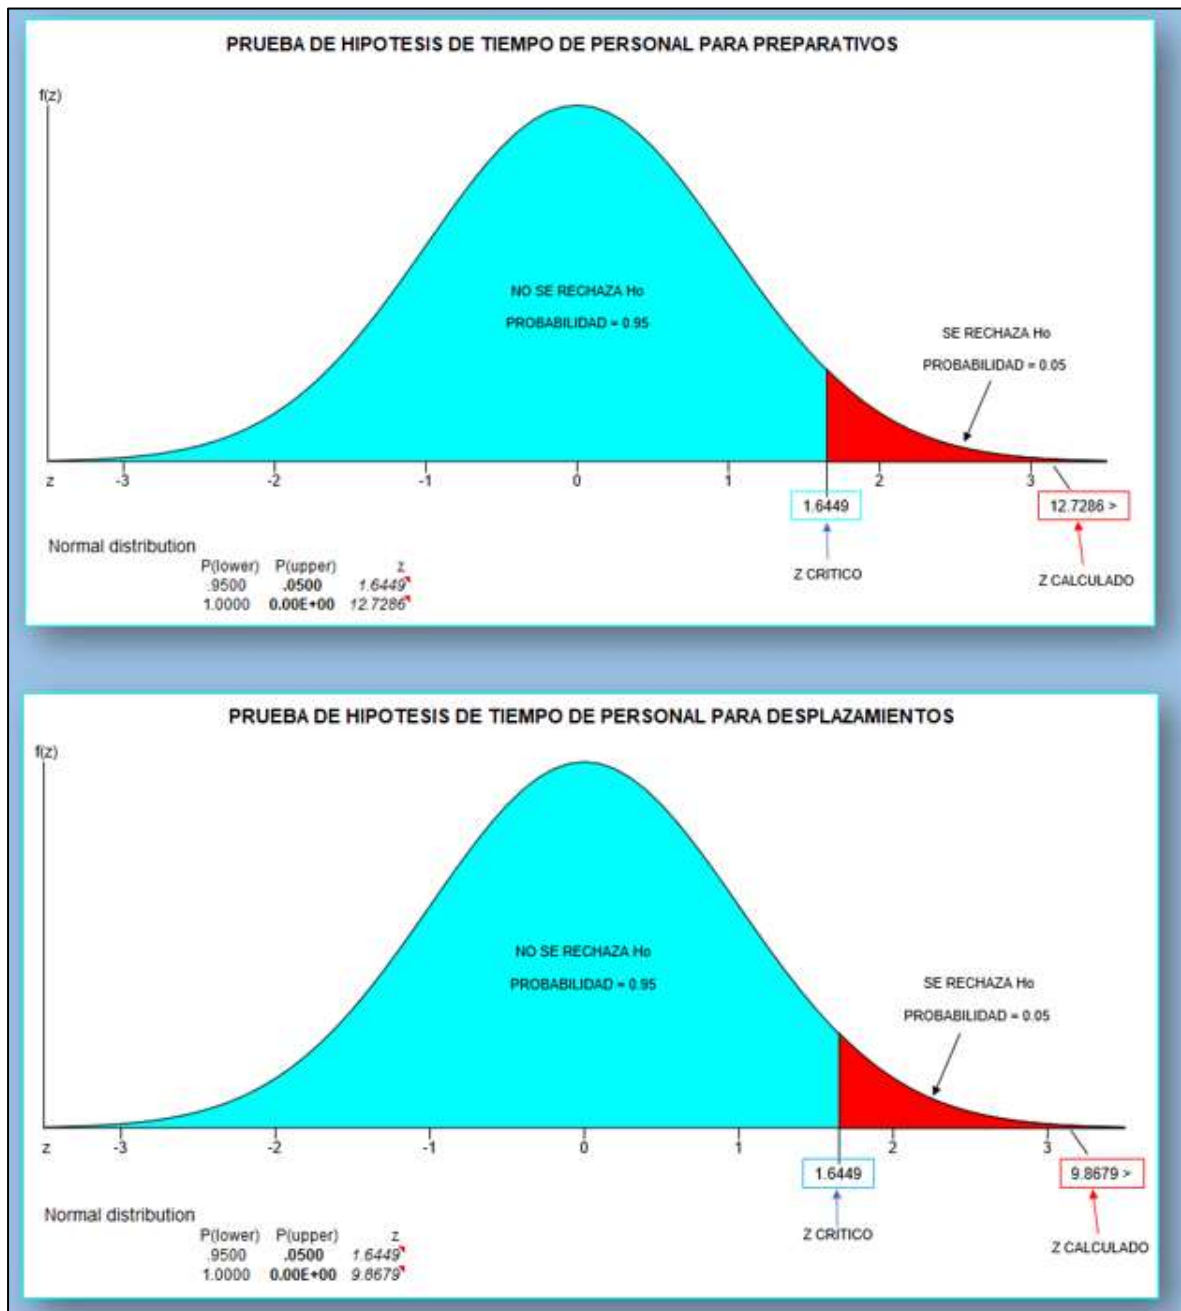 PRUEBA DE HIPOTESIS DE TIEMPO DE PERSONAL PARA PREPARATIVOS
f(z)
NO SE RECHAZA Ho
PROBABILIDAD = 0.95
SE RECHAZA Ho
PROBABILIDAD = 0.05
z -3 -2 -1 0 1 2 3
1.6449
12.7286 >
Z CRITICO
Z CALCULADO
Normal distribution
P(lower) P(upper) z
.9500 .0500 1.6449
1.0000 0.00E+00 12.7286
PRUEBA DE HIPOTESIS DE TIEMPO DE PERSONAL PARA DESPLAZAMIENTOS
f(z)
NO SE RECHAZA Ho
PROBABILIDAD = 0.95
SE RECHAZA Ho
PROBABILIDAD = 0.05
z -3 -2 -1 0 1 2 3
1.6449
9.8679 >
Z CRITICO
Z CALCULADO
Normal distribution
P(lower) P(upper) z
.9500 .0500 1.6449
1.0000 0.00E+00 9.8679